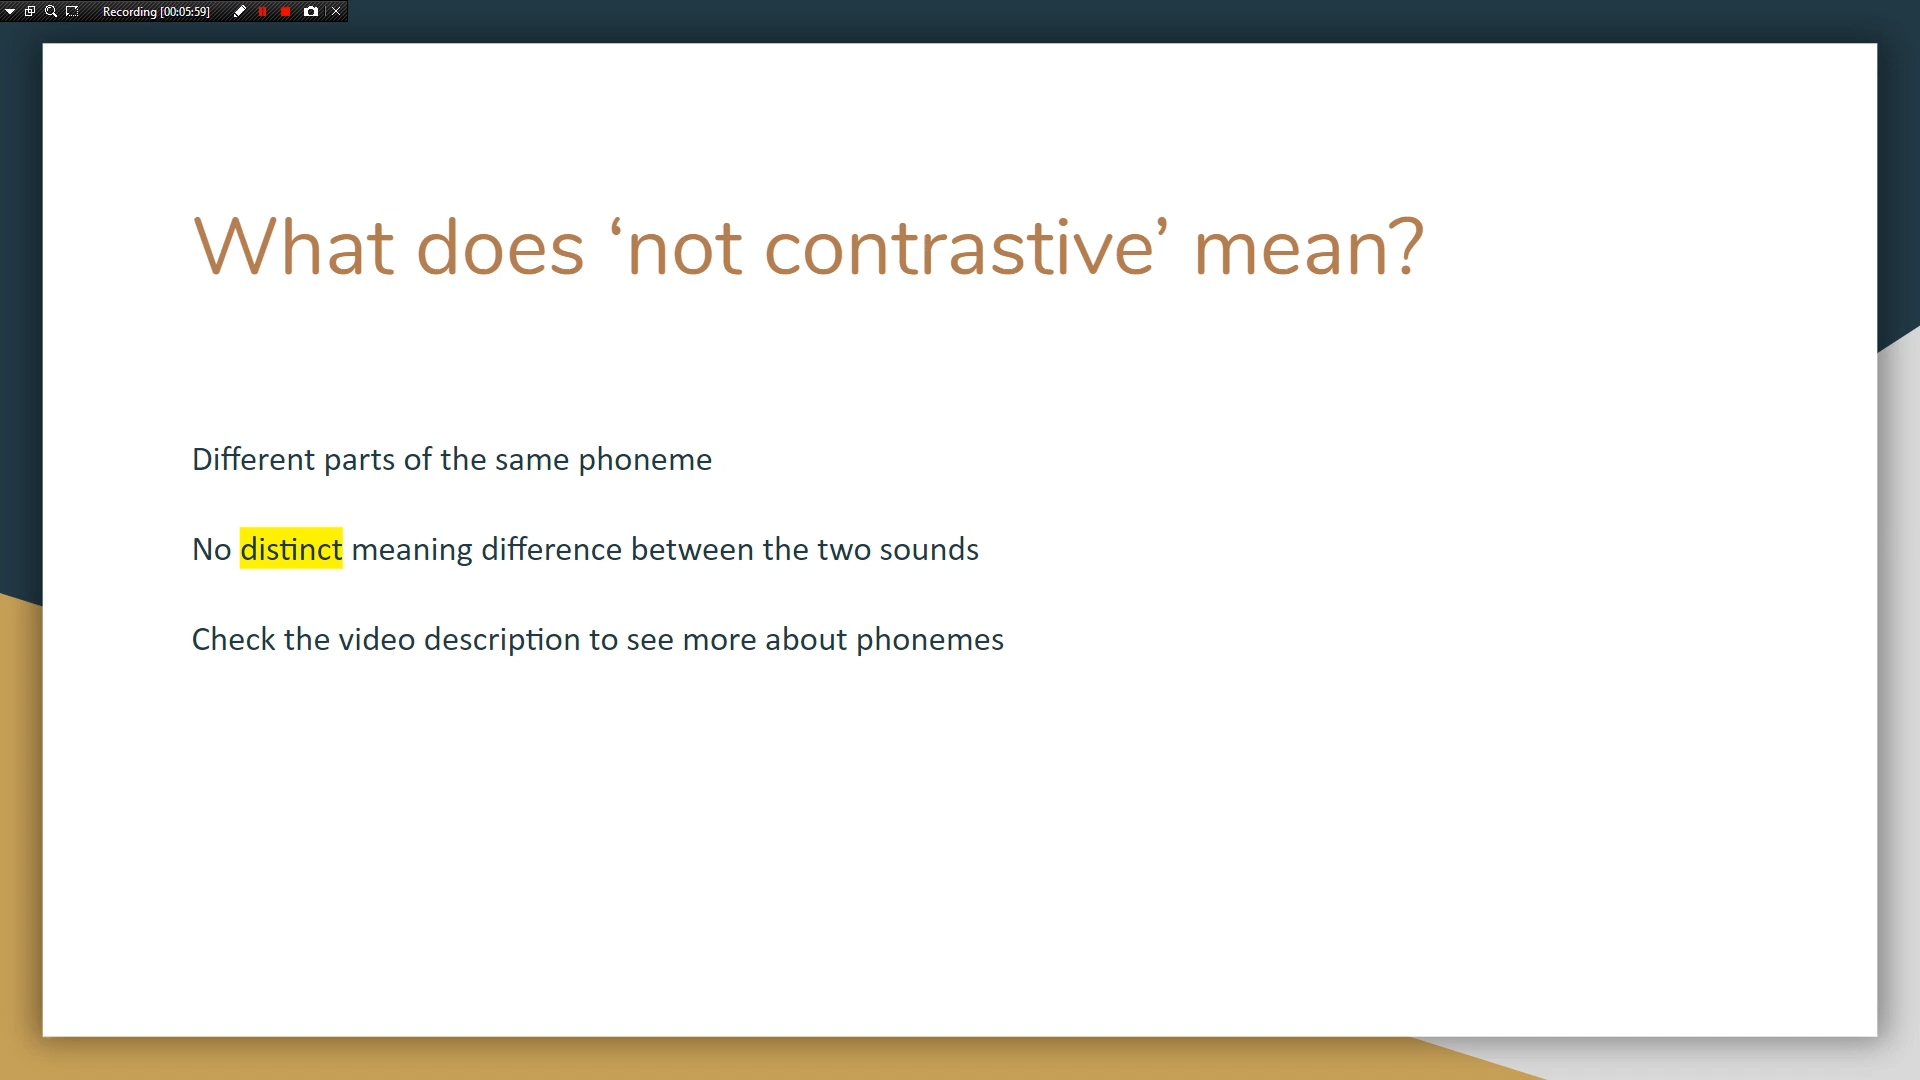 Recording [00:05:59]
What does ‘not contrastive’ mean?
Different parts of the same phoneme
No distinct meaning difference between the two sounds
Check the video description to see more about phonemes